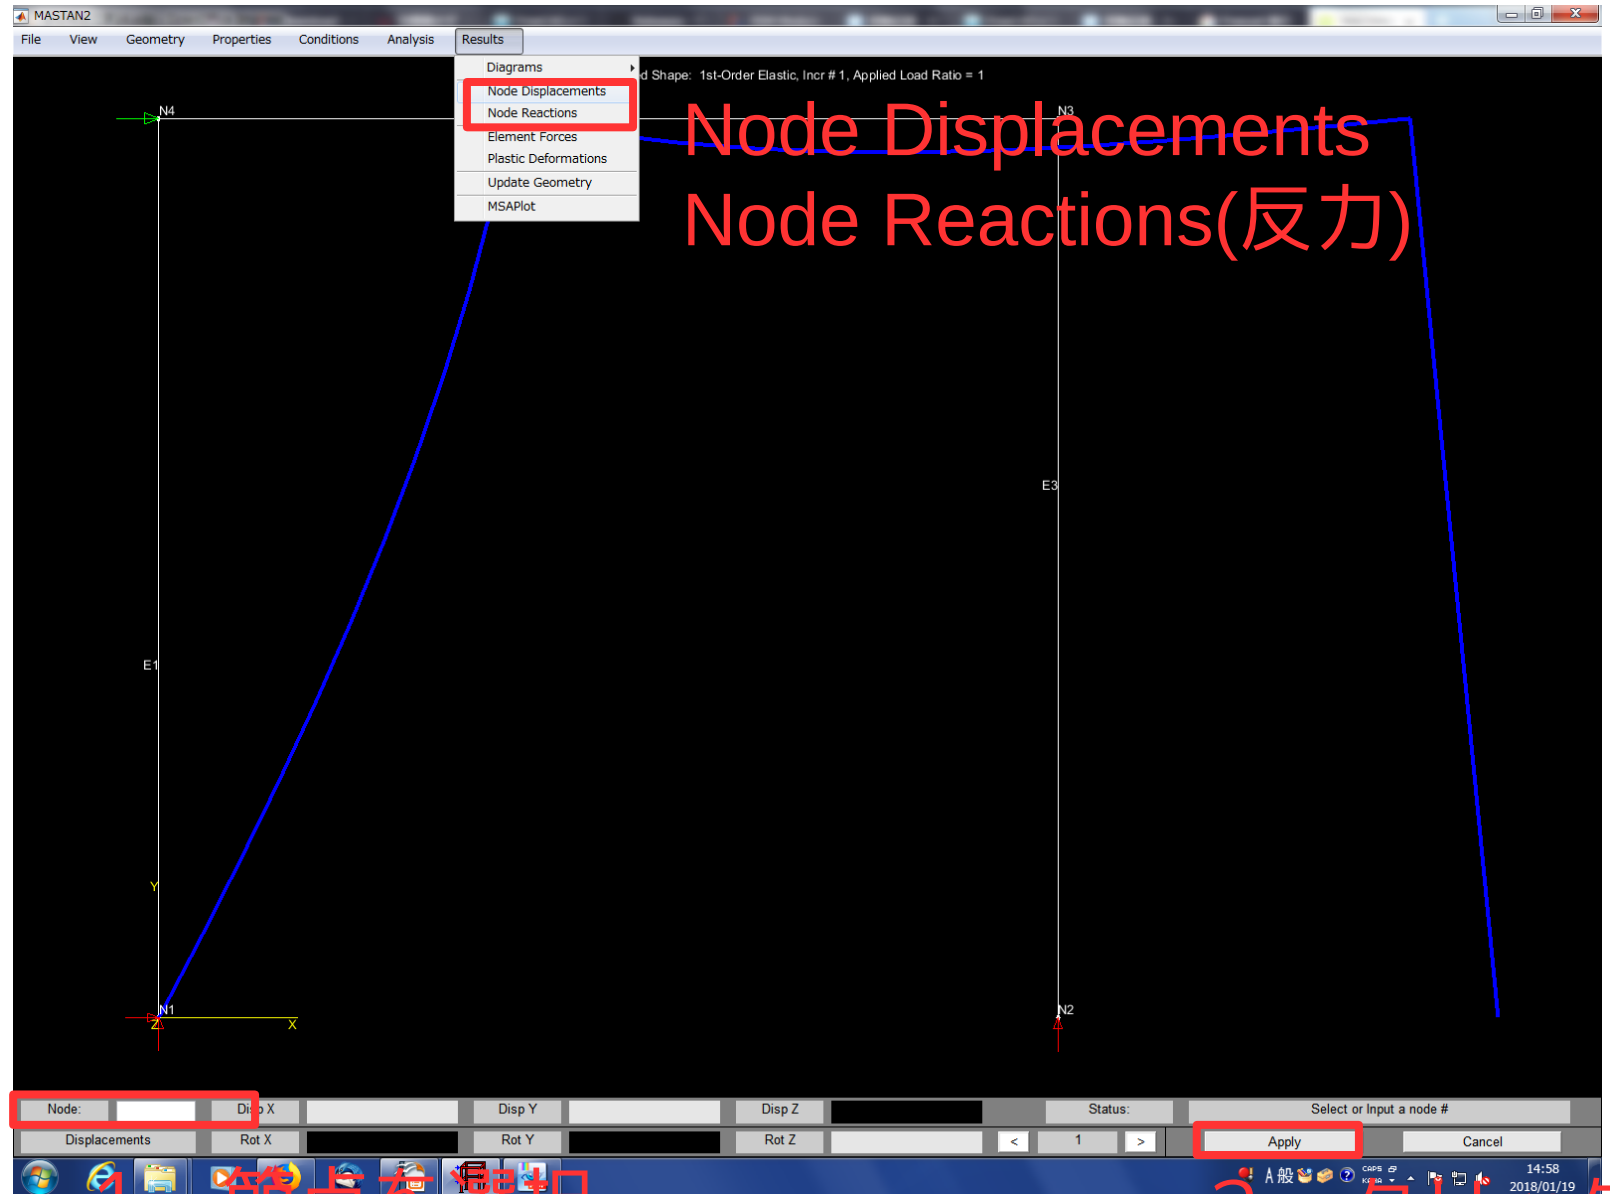 MASTAN2
File View Geometry Properties Conditions Analysis Results
Diagrams
d Shape: 1st-Order Elastic, Incr # 1, Applied Load Ratio = 1
Node Displacements
Node Reactions
Element Forces
Plastic Deformations
Update Geometry
MSAPlot
Node Displacements
Node Reactions(反力)
N4
N3
E3
E1
Y
N1
Z
X
N2
Node: Disp X Disp Y Disp Z Status: Select or Input a node #
Displacements Rot X Rot Y Rot Z < 1 > Apply Cancel
A 般 CAPS KANA 14:58
2018/01/19